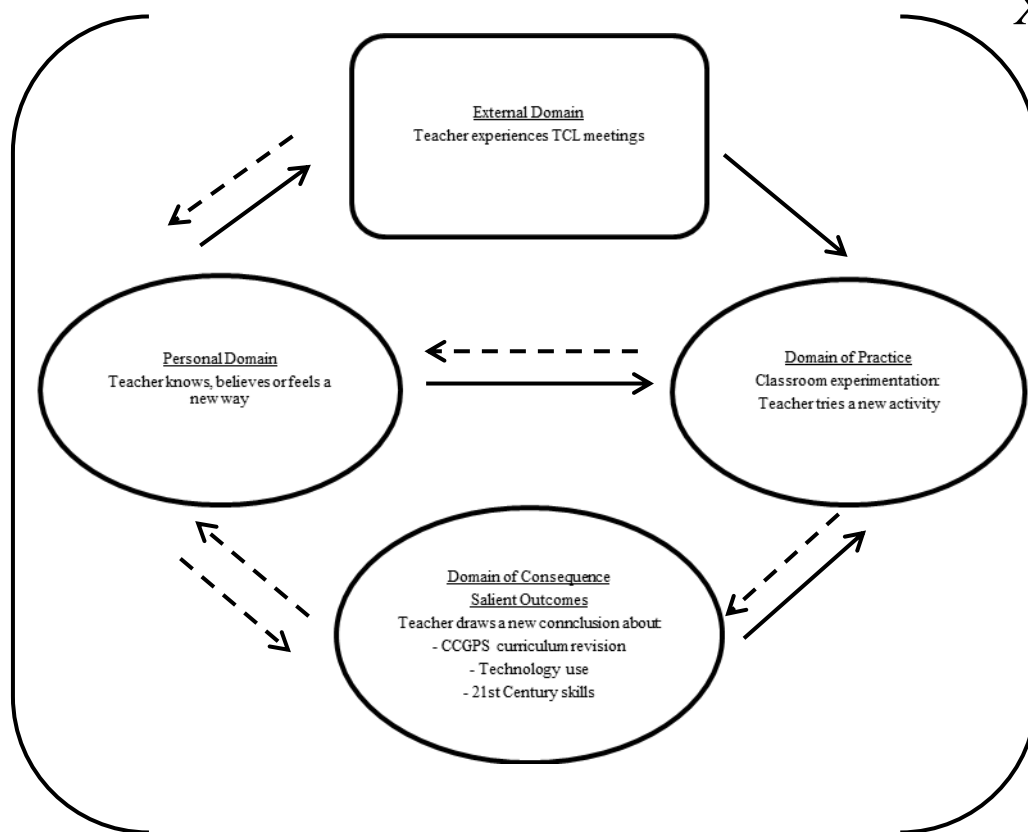 External Domain
Teacher experiences TCL meetings
Personal Domain
Teacher knows, believes or feels a
new way
Domain of Practice
Classroom experimentation:
Teacher tries a new activity
Domain of Consequence
Salient Outcomes
Teacher draws a new connclusion about:
- CCGPS curriculum revision
- Technology use
- 21st Century skills